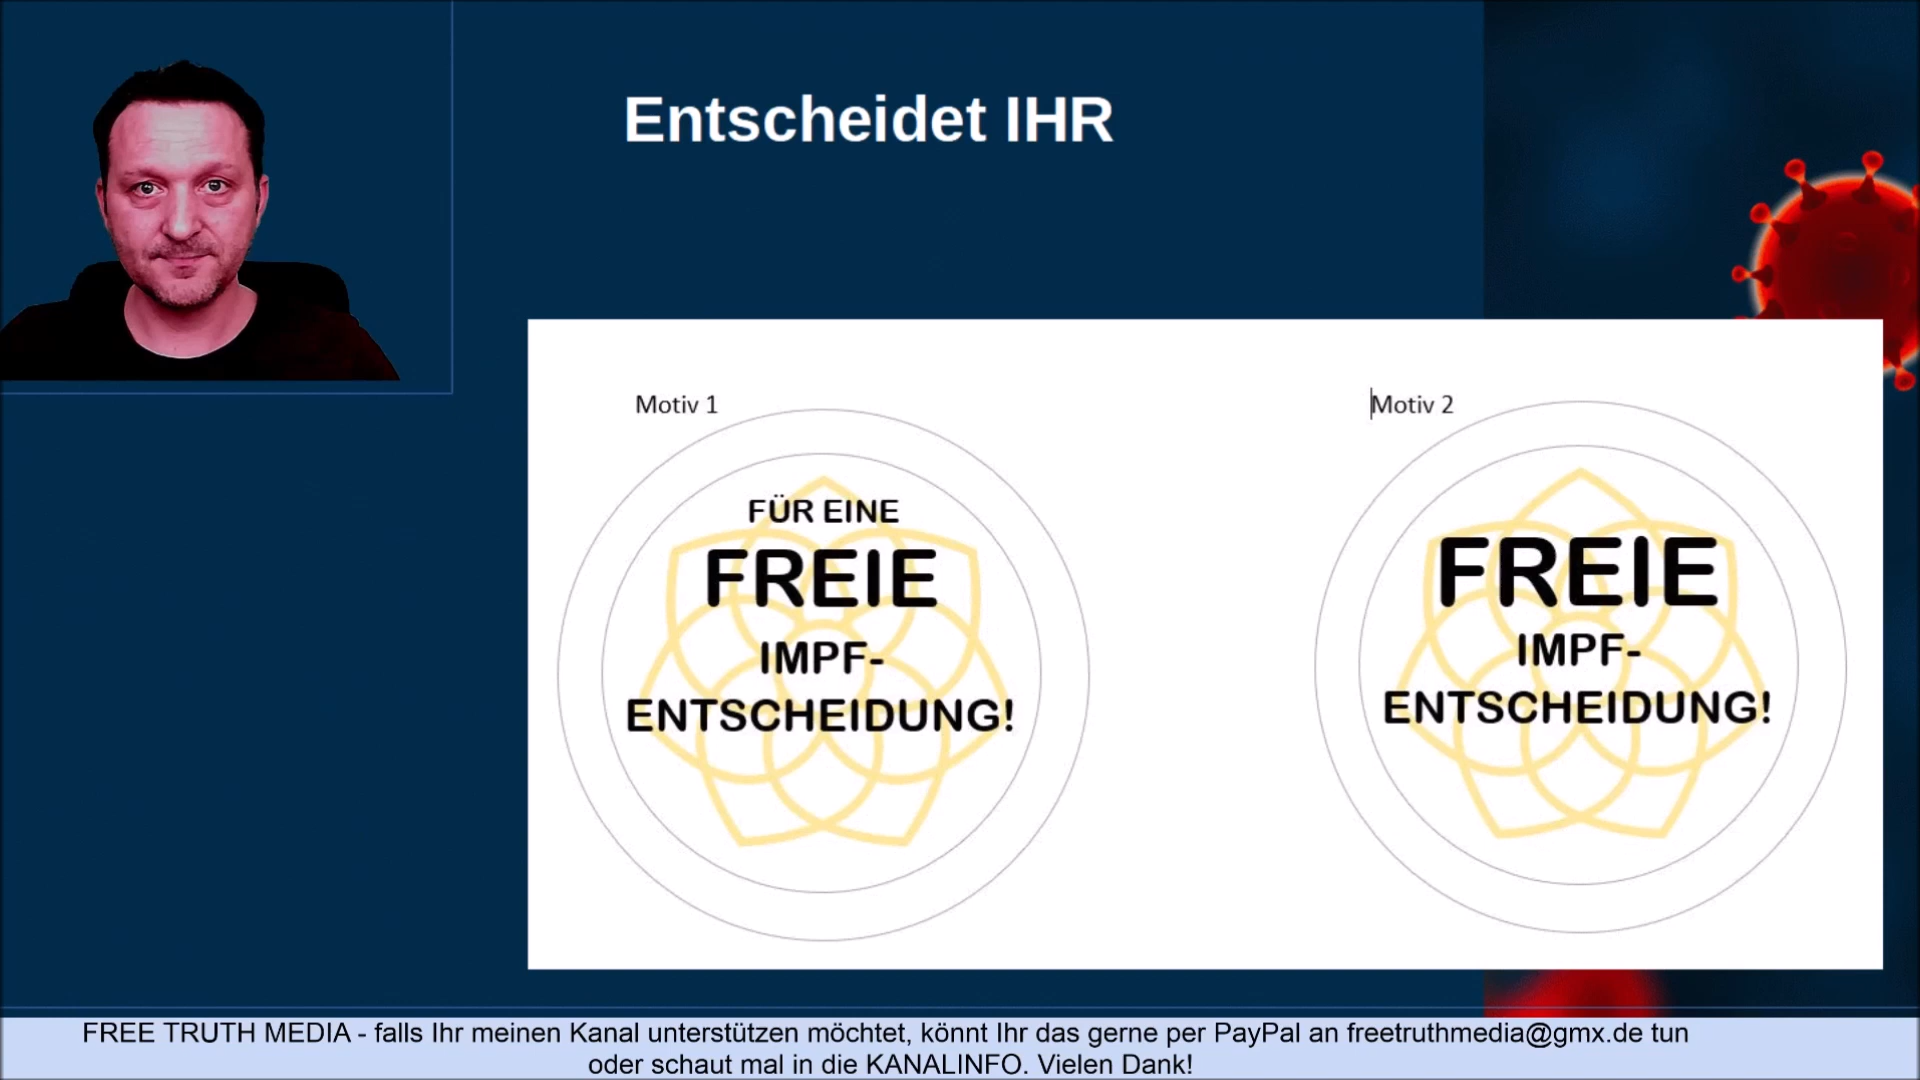 Entscheidet IHR
Motiv 1
FÜR EINE
FREIE
IMPF-
ENTSCHEIDUNG!
Motiv 2
FREIE
IMPF-
ENTSCHEIDUNG!
FREE TRUTH MEDIA - falls Ihr meinen Kanal unterstützen möchtet, könnt Ihr das gerne per PayPal an freetruthmedia@gmx.de tun
oder schaut mal in die KANALINFO. Vielen Dank!